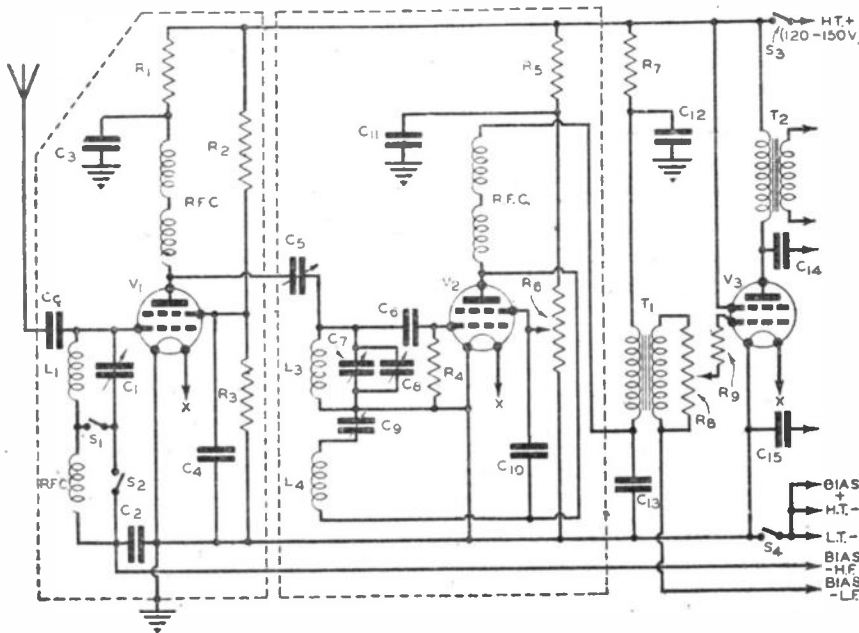 H.T.+
(120-150V)
S3
R1
R2
R5
R7
C3
C11
C12
T2
RFC
R.F.C.
C5
C14
V1
V2
V3
R6
C6
T1
C7
L1
C1
L3
C8
R4
R9
R8
X
X
X
S1
R3
C9
C15
RFC
S2
C4
L4
C10
C13
C2
S4
BIAS
+
H.T.-
L.T.-
BIAS
-H.F.
BIAS
-L.F.